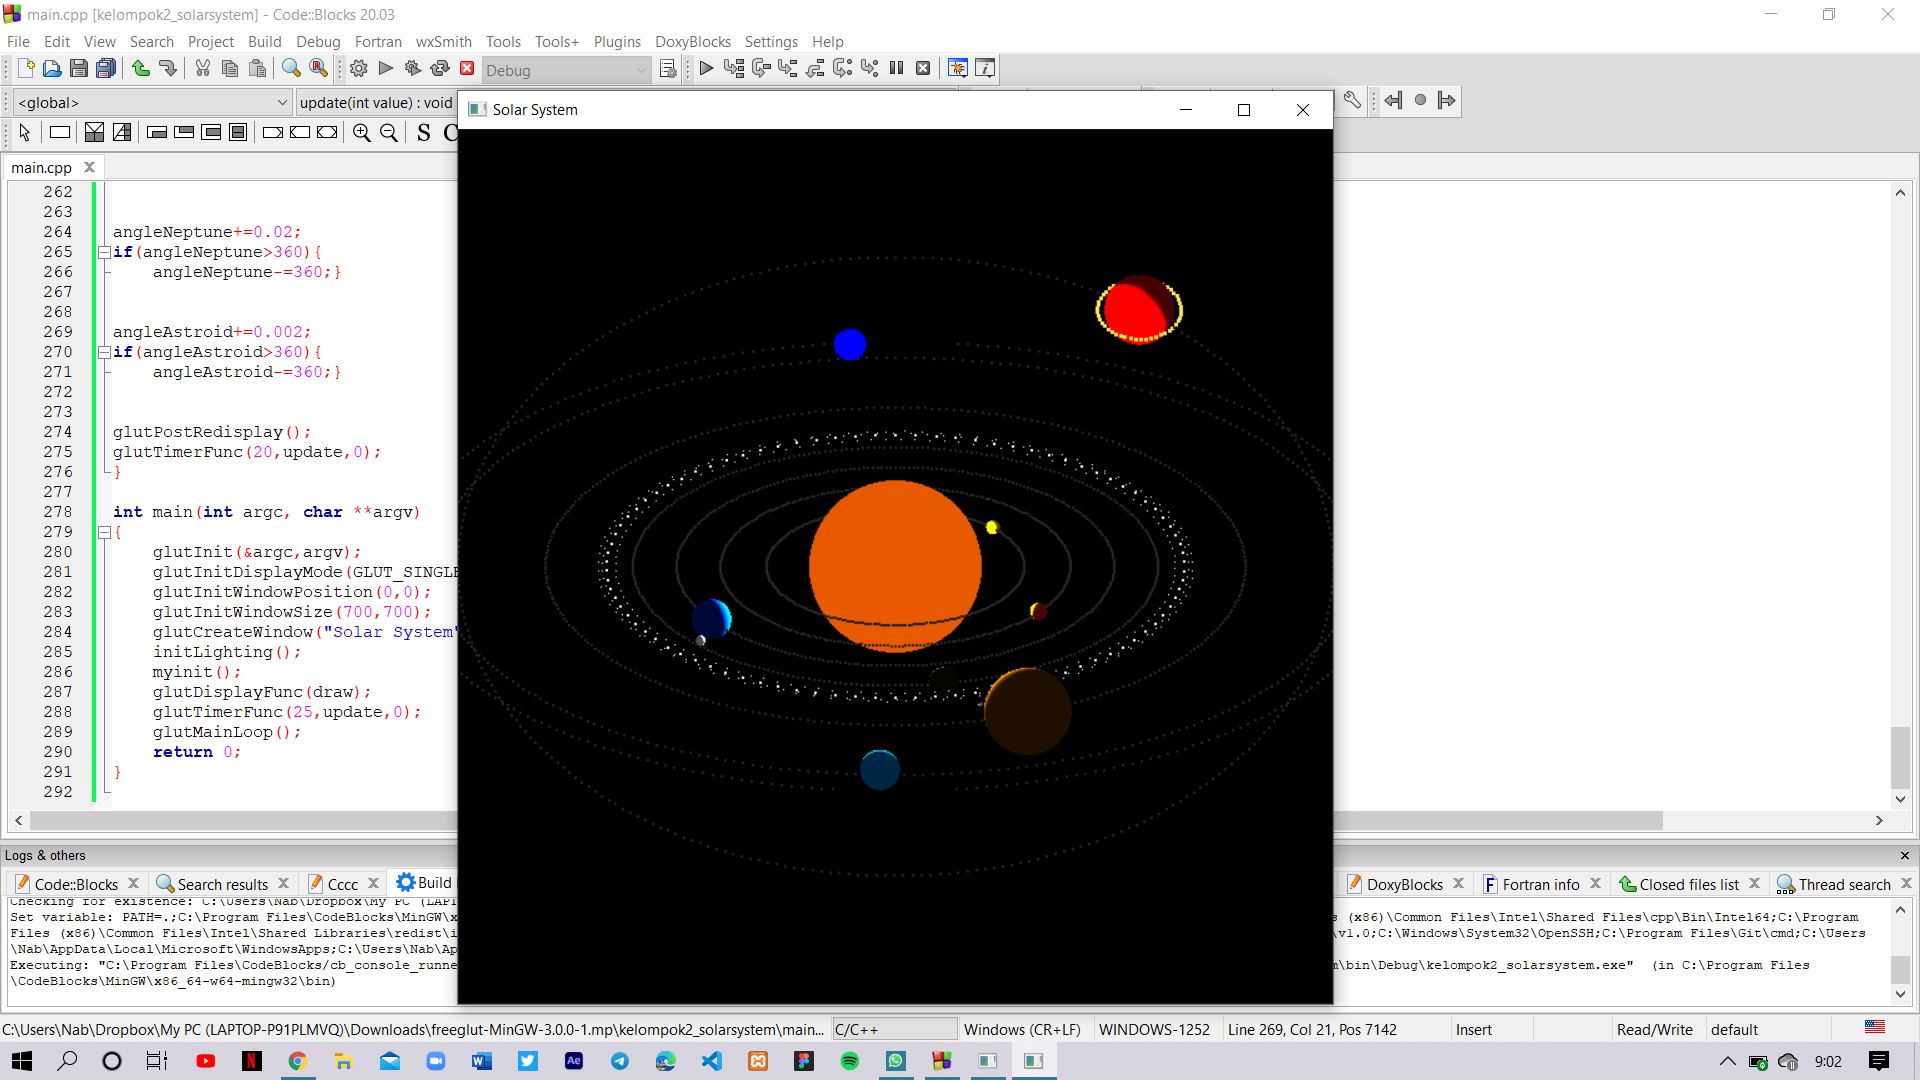 main.cpp [kelompok2_solarsystem] - Code::Blocks 20.03
File Edit View Search Project Build Debug Fortran wxSmith Tools Tools+ Plugins DoxyBlocks Settings Help
Debug
<global> update(int value) : void
Solar System
S
main.cpp
262
263
264 angleNeptune+=0.02;
265 if(angleNeptune>360){
266 angleNeptune-=360;}
267
268
269 angleAstroid+=0.002;
270 if(angleAstroid>360){
271 angleAstroid-=360;}
272
273
274 glutPostRedisplay();
275 glutTimerFunc(20,update,0);
276 }
277
278 int main(int argc, char **argv)
279 {
280 glutInit(&argc,argv);
281 glutInitDisplayMode(GLUT_SINGLE
282 glutInitWindowPosition(0,0);
283 glutInitWindowSize(700,700);
284 glutCreateWindow("Solar System"
285 initLighting();
286 myinit();
287 glutDisplayFunc(draw);
288 glutTimerFunc(25,update,0);
289 glutMainLoop();
290 return 0;
291 }
292
Logs & others
Code::Blocks Search results Cccc Build DoxyBlocks Fortran info Closed files list Thread search
Checking for existence: C:\Users\Nab\Dropbox\My PC (LAPT
Set variable: PATH=.;C:\Program Files\CodeBlocks\MinGW\x s (x86)\Common Files\Intel\Shared Files\cpp\Bin\Intel64;C:\Program
Files (x86)\Common Files\Intel\Shared Libraries\redist\i \v1.0;C:\Windows\System32\OpenSSH;C:\Program Files\Git\cmd;C:\Users
\Nab\AppData\Local\Microsoft\WindowsApps;C:\Users\Nab\Ap
Executing: "C:\Program Files\CodeBlocks/cb_console_runne m\bin\Debug\kelompok2_solarsystem.exe" (in C:\Program Files
\CodeBlocks\MinGW\x86_64-w64-mingw32\bin)
C:\Users\Nab\Dropbox\My PC (LAPTOP-P91PLMVQ)\Downloads\freeglut-MinGW-3.0.0-1.mp\kelompok2_solarsystem\main... C/C++ Windows (CR+LF) WINDOWS-1252 Line 269, Col 21, Pos 7142 Insert Read/Write default
9:02